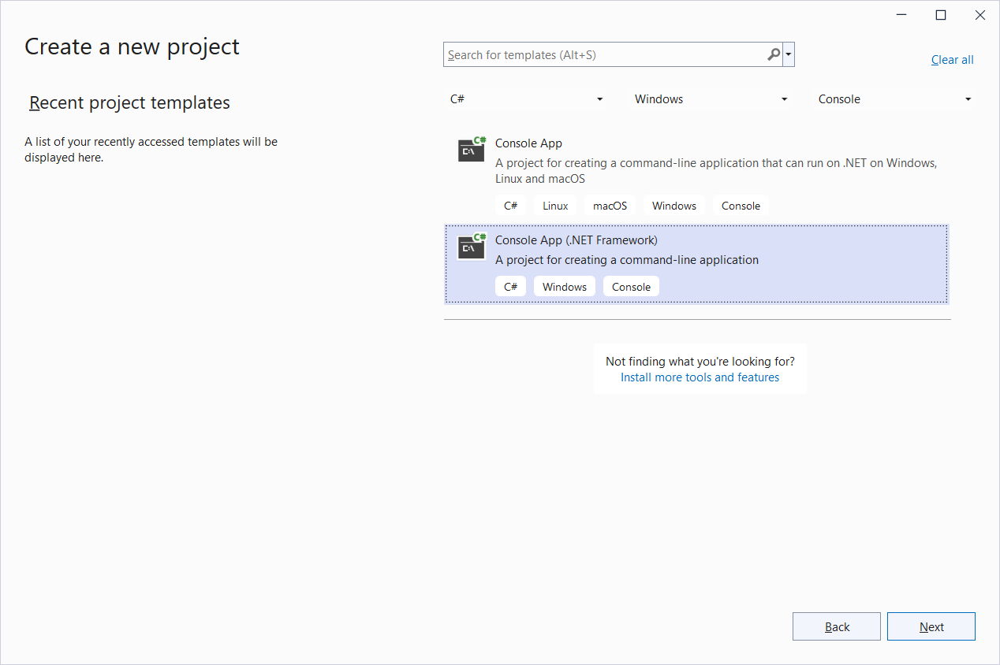 Create a new project
Search for templates (Alt+S)
Clear all
Recent project templates
A list of your recently accessed templates will be
displayed here.
C# Windows Console
C#
C:\
Console App
A project for creating a command-line application that can run on .NET on Windows,
Linux and macOS
C# Linux macOS Windows Console
C#
C:\
Console App (.NET Framework)
A project for creating a command-line application
C# Windows Console
Not finding what you're looking for?
Install more tools and features
Back Next